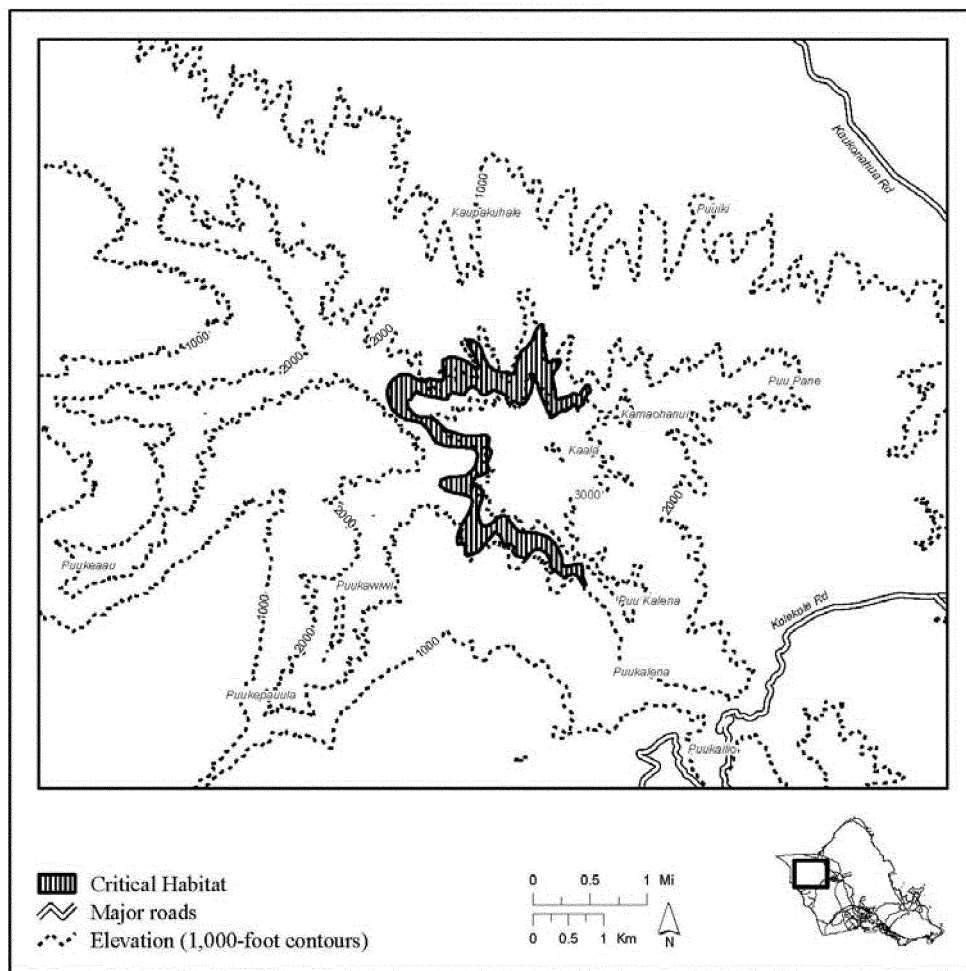 Kaukonahua Rd
1000
Kaupakuhale
Puuiki
1000
2000
2000
Puu Pane
Kamaohanui
Kaala
3000'
2000
2000
Puukeaau
Puukawiwi
Puu Kalena
1000
2000
1000
Kolekole Rd
Puukalena
Puukepauula
Puukailio
Critical Habitat
Major roads
Elevation (1,000-foot contours)
0 0.5 1 Mi
0 0.5 1 Km
N